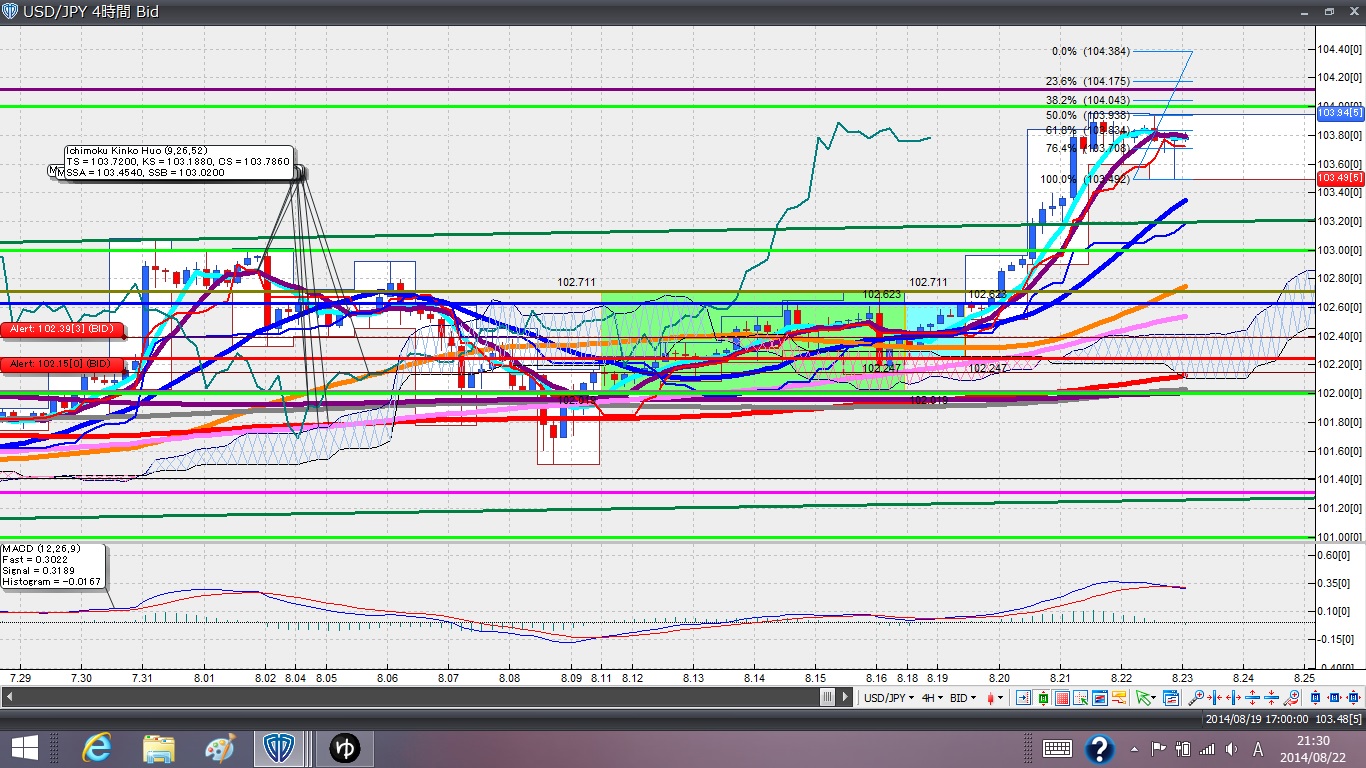 USD/JPY 4時間 Bid
0.0% (104.384)
23.6% (104.175)
38.2% (104.043)
50.0% (103.938)
61.8% (103.834)
76.4% (103.708)
100.0% (103.492)
104.40[0]
104.20[0]
104.00[0]
103.94[5]
103.80[0]
103.60[0]
103.49[5]
103.40[0]
103.20[0]
103.00[0]
102.80[0]
102.60[0]
102.40[0]
102.20[0]
102.00[0]
101.80[0]
101.60[0]
101.40[0]
101.20[0]
101.00[0]
Ichimoku Kinko Huo (9,26,52)
TS = 103.7200, KS = 103.1880, CS = 103.7860
SSA = 103.4540, SSB = 103.0200
102.711
102.711
102.623
102.623
Alert: 102.39[3] (BID)
Alert: 102.15[0] (BID)
102.247
102.247
MACD (12,26,9)
Fast = 0.3022
Signal = 0.3189
Histogram = -0.0167
0.60[0]
0.35[0]
0.10[0]
-0.15[0]
-0.40[0]
7.29 7.30 7.31 8.01 8.02 8.04 8.05 8.06 8.07 8.08 8.09 8.11 8.12 8.13 8.14 8.15 8.16 8.18 8.19 8.20 8.21 8.22 8.23 8.24 8.25
USD/JPY 4H BID
2014/08/19 17:00:00 103.48[5]
ゆ
A
21:30
2014/08/22